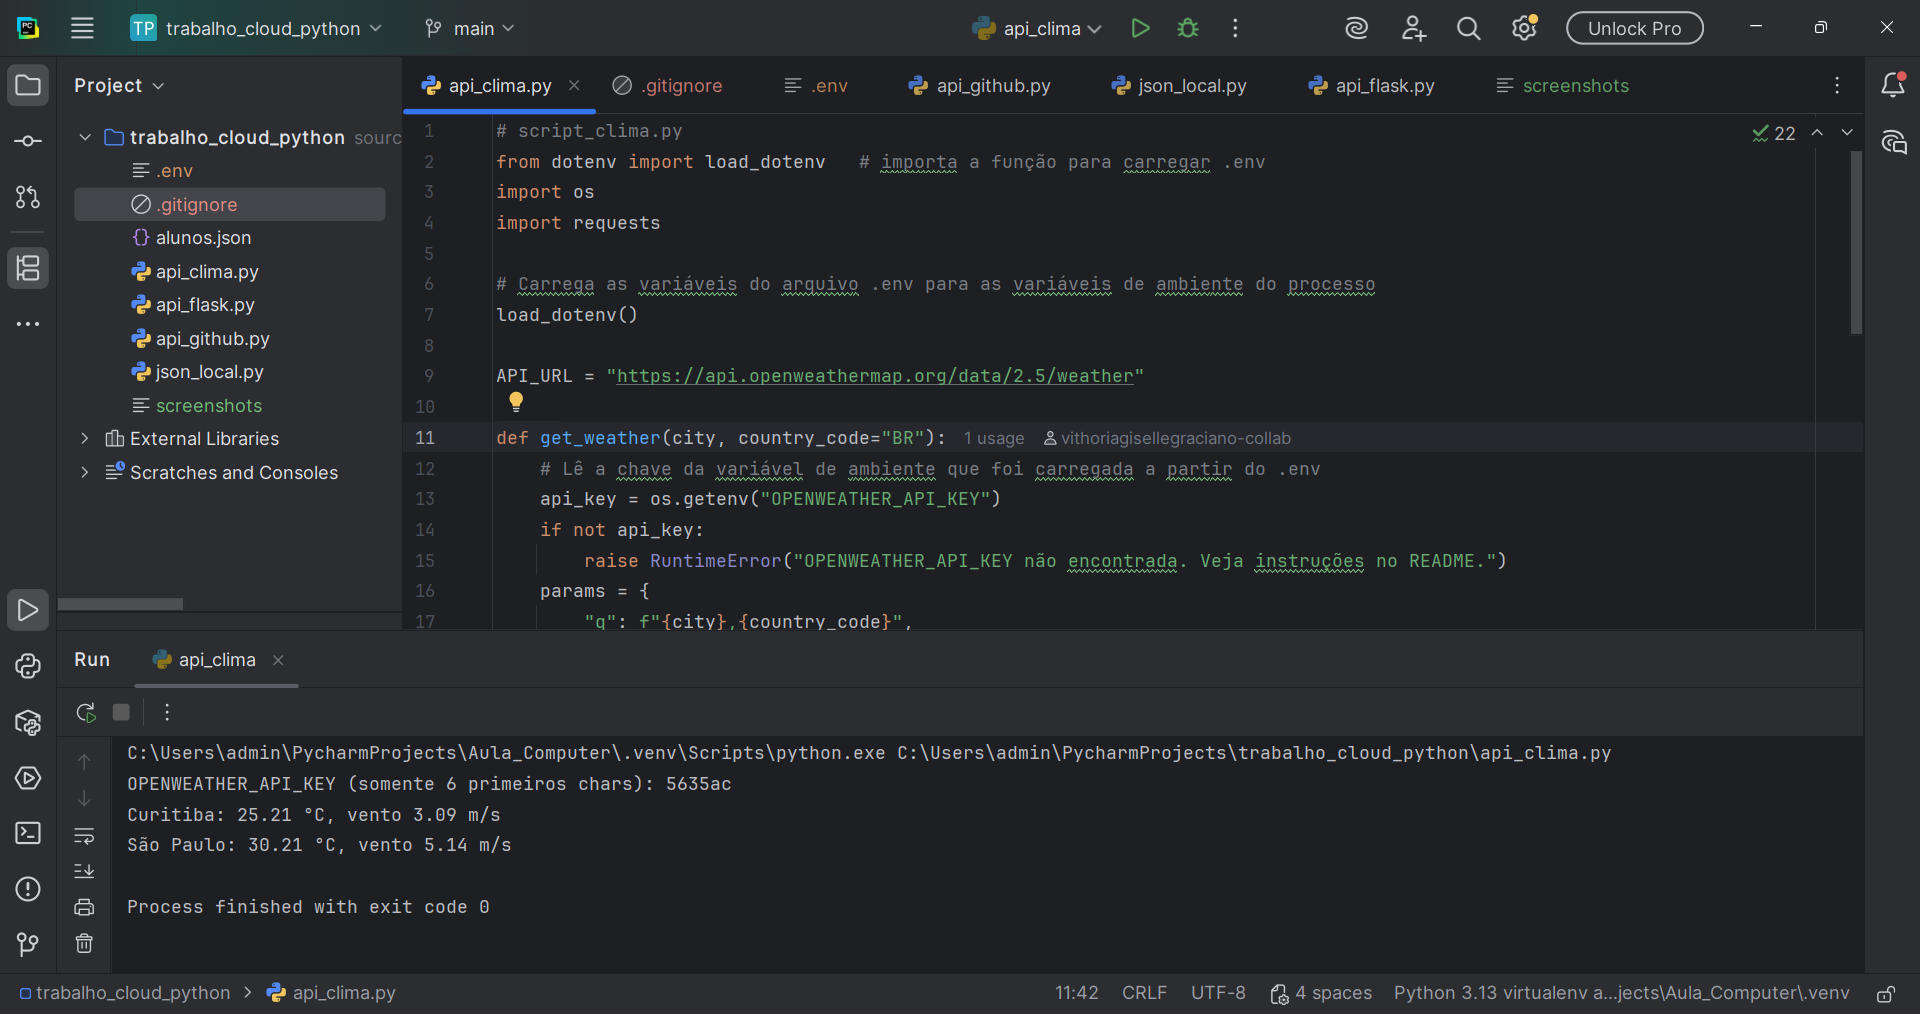 TP trabalho_cloud_python main api_clima Unlock Pro
Project
api_clima.py .gitignore .env api_github.py json_local.py api_flask.py screenshots
trabalho_cloud_python sourc
.env
.gitignore
alunos.json
api_clima.py
api_flask.py
api_github.py
json_local.py
screenshots
External Libraries
Scratches and Consoles
22
1 # script_clima.py
2 from dotenv import load_dotenv # importa a função para carregar .env
3 import os
4 import requests
5
6 # Carrega as variáveis do arquivo .env para as variáveis de ambiente do processo
7 load_dotenv()
8
9 API_URL = "https://api.openweathermap.org/data/2.5/weather"
10
11 def get_weather(city, country_code="BR"): 1 usage vithoriagisellegraciano-collab
12 # Lê a chave da variável de ambiente que foi carregada a partir do .env
13 api_key = os.getenv("OPENWEATHER_API_KEY")
14 if not api_key:
15 raise RuntimeError("OPENWEATHER_API_KEY não encontrada. Veja instruções no README.")
16 params = {
17 "q": f"{city},{country_code}",
Run api_clima
C:\Users\admin\PycharmProjects\Aula_Computer\.venv\Scripts\python.exe C:\Users\admin\PycharmProjects\trabalho_cloud_python\api_clima.py
OPENWEATHER_API_KEY (somente 6 primeiros chars): 5635ac
Curitiba: 25.21 °C, vento 3.09 m/s
São Paulo: 30.21 °C, vento 5.14 m/s
Process finished with exit code 0
trabalho_cloud_python > api_clima.py 11:42 CRLF UTF-8 4 spaces Python 3.13 virtualenv a...jects\Aula_Computer\.venv